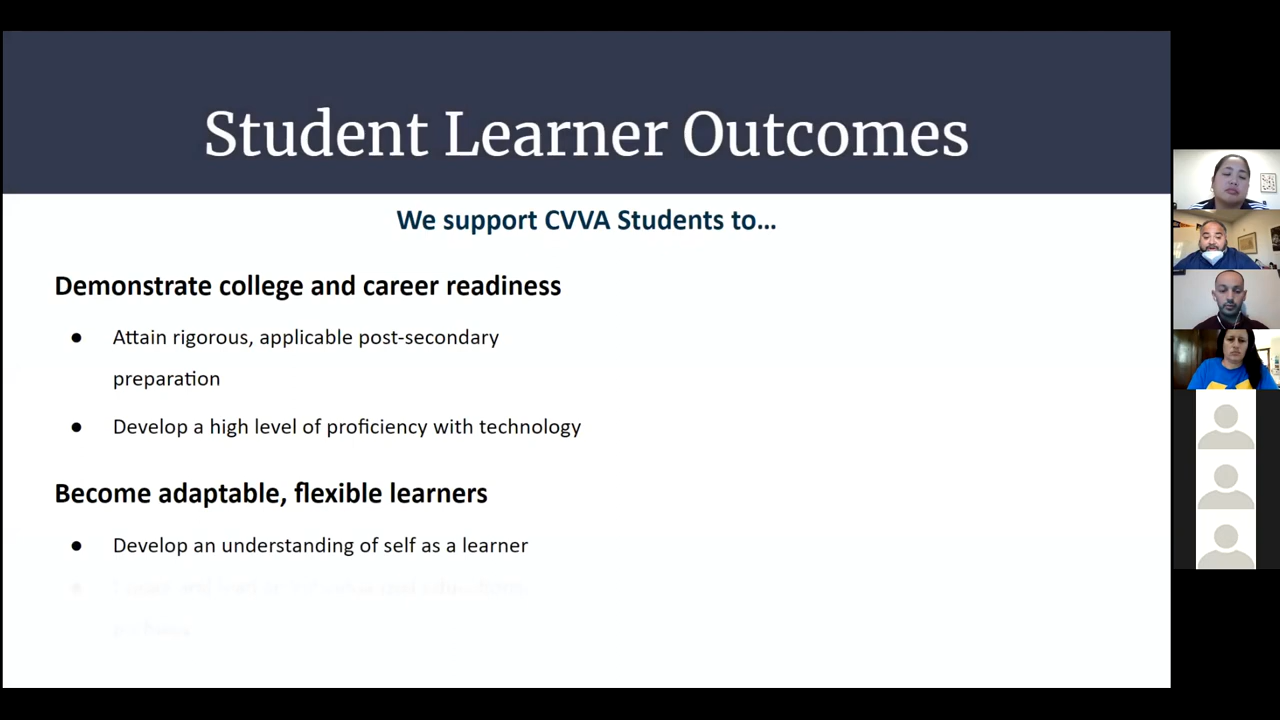 Student Learner Outcomes
We support CVVA Students to...
Demonstrate college and career readiness
● Attain rigorous, applicable post-secondary
preparation
● Develop a high level of proficiency with technology
Become adaptable, flexible learners
● Develop an understanding of self as a learner